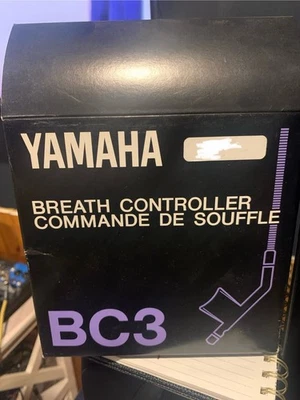 YAMAHA
BREATH CONTROLLER
COMMANDE DE SOUFFLE
BC3